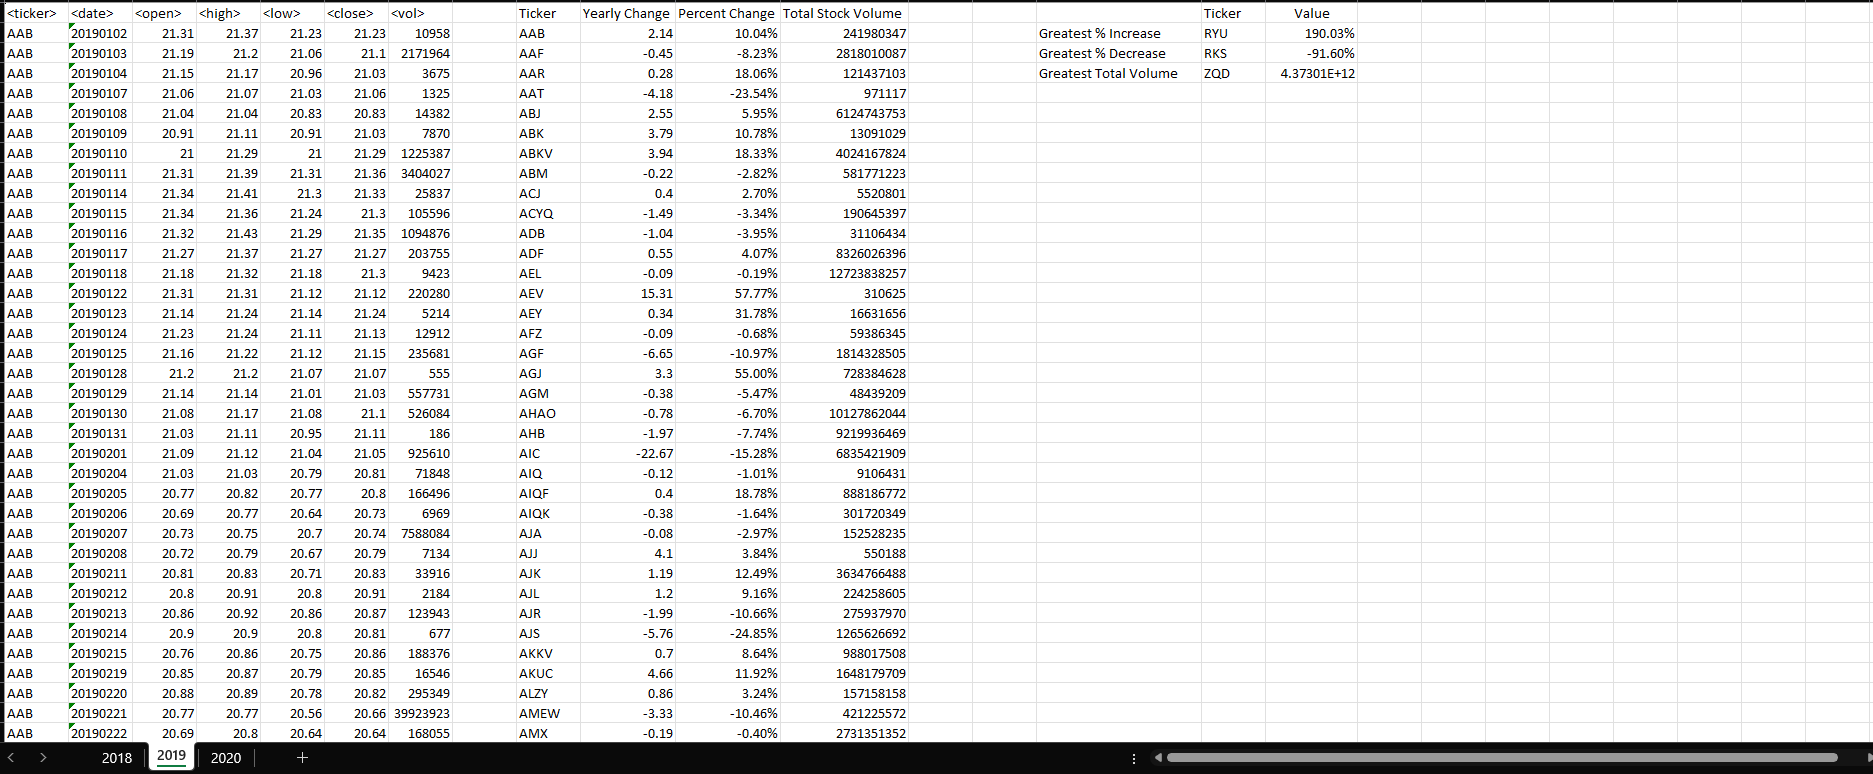 <ticker> <date> <open> <high> <low> <close> <vol> Ticker Yearly Change Percent Change Total Stock Volume Ticker Value
AAB 20190102 21.31 21.37 21.23 21.23 10958 AAB 2.14 10.04% 241980347 Greatest % Increase RYU 190.03%
AAB 20190103 21.19 21.2 21.06 21.1 2171964 AAF -0.45 -8.23% 2818010087 Greatest % Decrease RKS -91.60%
AAB 20190104 21.15 21.17 20.96 21.03 3675 AAR 0.28 18.06% 121437103 Greatest Total Volume ZQD 4.37301E+12
AAB 20190107 21.06 21.07 21.03 21.06 1325 AAT -4.18 -23.54% 971117
AAB 20190108 21.04 21.04 20.83 20.83 14382 ABJ 2.55 5.95% 6124743753
AAB 20190109 20.91 21.11 20.91 21.03 7870 ABK 3.79 10.78% 13091029
AAB 20190110 21 21.29 21 21.29 1225387 ABKV 3.94 18.33% 4024167824
AAB 20190111 21.31 21.39 21.31 21.36 3404027 ABM -0.22 -2.82% 581771223
AAB 20190114 21.34 21.41 21.3 21.33 25837 ACJ 0.4 2.70% 5520801
AAB 20190115 21.34 21.36 21.24 21.3 105596 ACYQ -1.49 -3.34% 190645397
AAB 20190116 21.32 21.43 21.29 21.35 1094876 ADB -1.04 -3.95% 31106434
AAB 20190117 21.27 21.37 21.27 21.27 203755 ADF 0.55 4.07% 8326026396
AAB 20190118 21.18 21.32 21.18 21.3 9423 AEL -0.09 -0.19% 12723838257
AAB 20190122 21.31 21.31 21.12 21.12 220280 AEV 15.31 57.77% 310625
AAB 20190123 21.14 21.24 21.14 21.24 5214 AEY 0.34 31.78% 16631656
AAB 20190124 21.23 21.24 21.11 21.13 12912 AFZ -0.09 -0.68% 59386345
AAB 20190125 21.16 21.22 21.12 21.15 235681 AGF -6.65 -10.97% 1814328505
AAB 20190128 21.2 21.2 21.07 21.07 555 AGJ 3.3 55.00% 728384628
AAB 20190129 21.14 21.14 21.01 21.03 557731 AGM -0.38 -5.47% 48439209
AAB 20190130 21.08 21.17 21.08 21.1 526084 AHAO -0.78 -6.70% 10127862044
AAB 20190131 21.03 21.11 20.95 21.11 186 AHB -1.97 -7.74% 9219936469
AAB 20190201 21.09 21.12 21.04 21.05 925610 AIC -22.67 -15.28% 6835421909
AAB 20190204 21.03 21.03 20.79 20.81 71848 AIQ -0.12 -1.01% 9106431
AAB 20190205 20.77 20.82 20.77 20.8 166496 AIQF 0.4 18.78% 888186772
AAB 20190206 20.69 20.77 20.64 20.73 6969 AIQK -0.38 -1.64% 301720349
AAB 20190207 20.73 20.75 20.7 20.74 7588084 AJA -0.08 -2.97% 152528235
AAB 20190208 20.72 20.79 20.67 20.79 7134 AJJ 4.1 3.84% 550188
AAB 20190211 20.81 20.83 20.71 20.83 33916 AJK 1.19 12.49% 3634766488
AAB 20190212 20.8 20.91 20.8 20.91 2184 AJL 1.2 9.16% 224258605
AAB 20190213 20.86 20.92 20.86 20.87 123943 AJR -1.99 -10.66% 275937970
AAB 20190214 20.9 20.9 20.8 20.81 677 AJS -5.76 -24.85% 1265626692
AAB 20190215 20.76 20.86 20.75 20.86 188376 AKKV 0.7 8.64% 988017508
AAB 20190219 20.85 20.87 20.79 20.85 16546 AKUC 4.66 11.92% 1648179709
AAB 20190220 20.88 20.89 20.78 20.82 295349 ALZY 0.86 3.24% 157158158
AAB 20190221 20.77 20.77 20.56 20.66 39923923 AMEW -3.33 -10.46% 421225572
AAB 20190222 20.69 20.8 20.64 20.64 168055 AMX -0.19 -0.40% 2731351352
2018 2019 2020